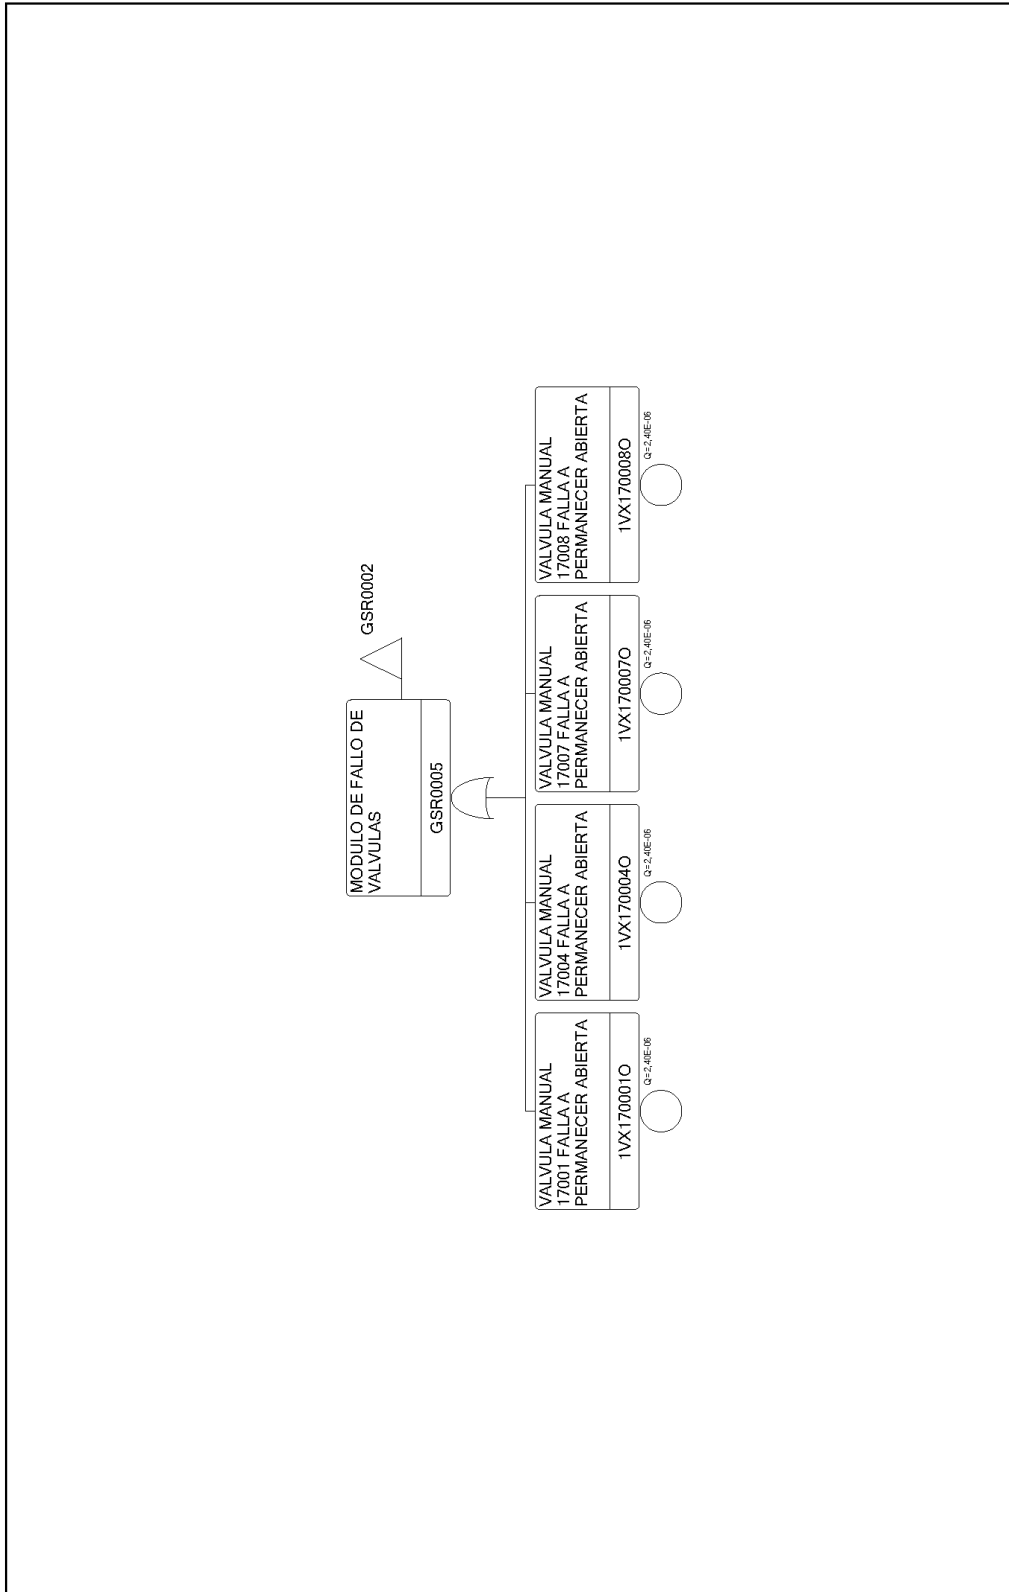 MODULO DE FALLO DE
VALVULAS
GSR0005
GSR0002
VALVULA MANUAL
17001 FALLA A
PERMANECER ABIERTA
1VX170001O
Q=2,40E-06
VALVULA MANUAL
17004 FALLA A
PERMANECER ABIERTA
1VX170004O
Q=2,40E-06
VALVULA MANUAL
17007 FALLA A
PERMANECER ABIERTA
1VX170007O
Q=2,40E-06
VALVULA MANUAL
17008 FALLA A
PERMANECER ABIERTA
1VX170008O
Q=2,40E-06